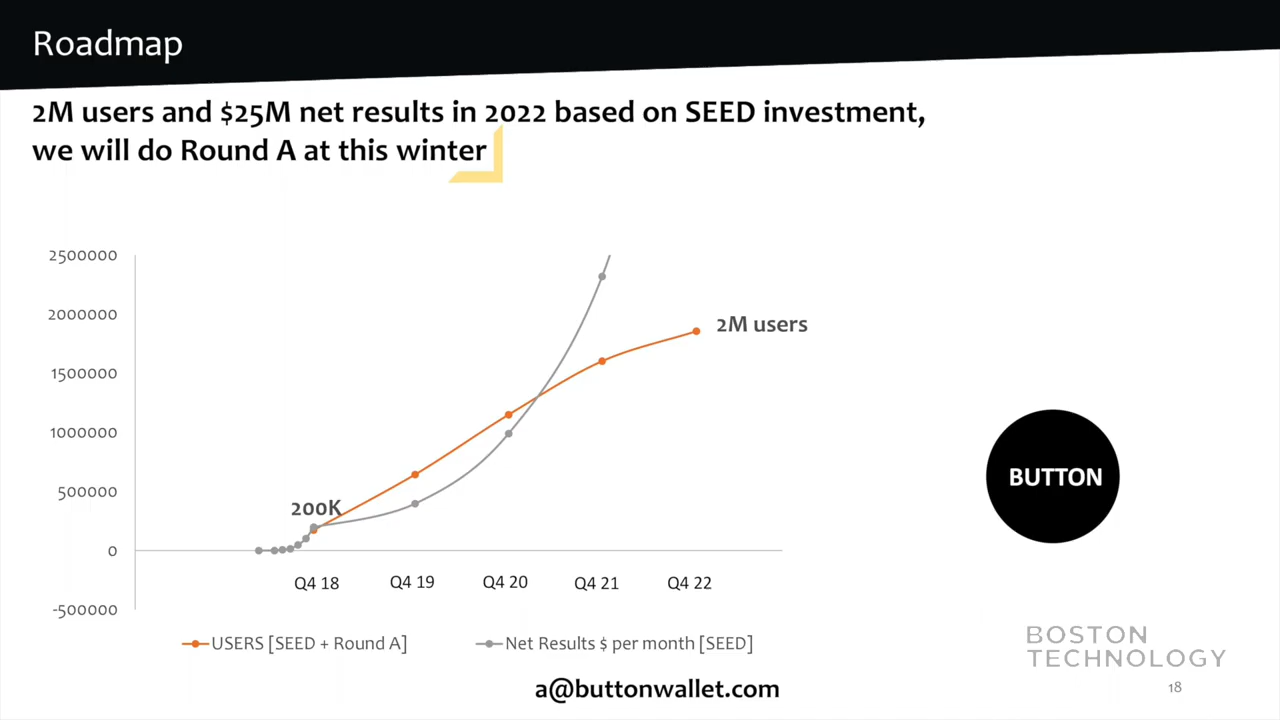 Roadmap
2M users and $25M net results in 2022 based on SEED investment,
we will do Round A at this winter
2500000
2000000
1500000
1000000
500000
0
-500000
200K
2M users
Q4 18
Q4 19
Q4 20
Q4 21
Q4 22
USERS [SEED + Round A]
Net Results $ per month [SEED]
BUTTON
BOSTON
TECHNOLOGY
a@buttonwallet.com
18